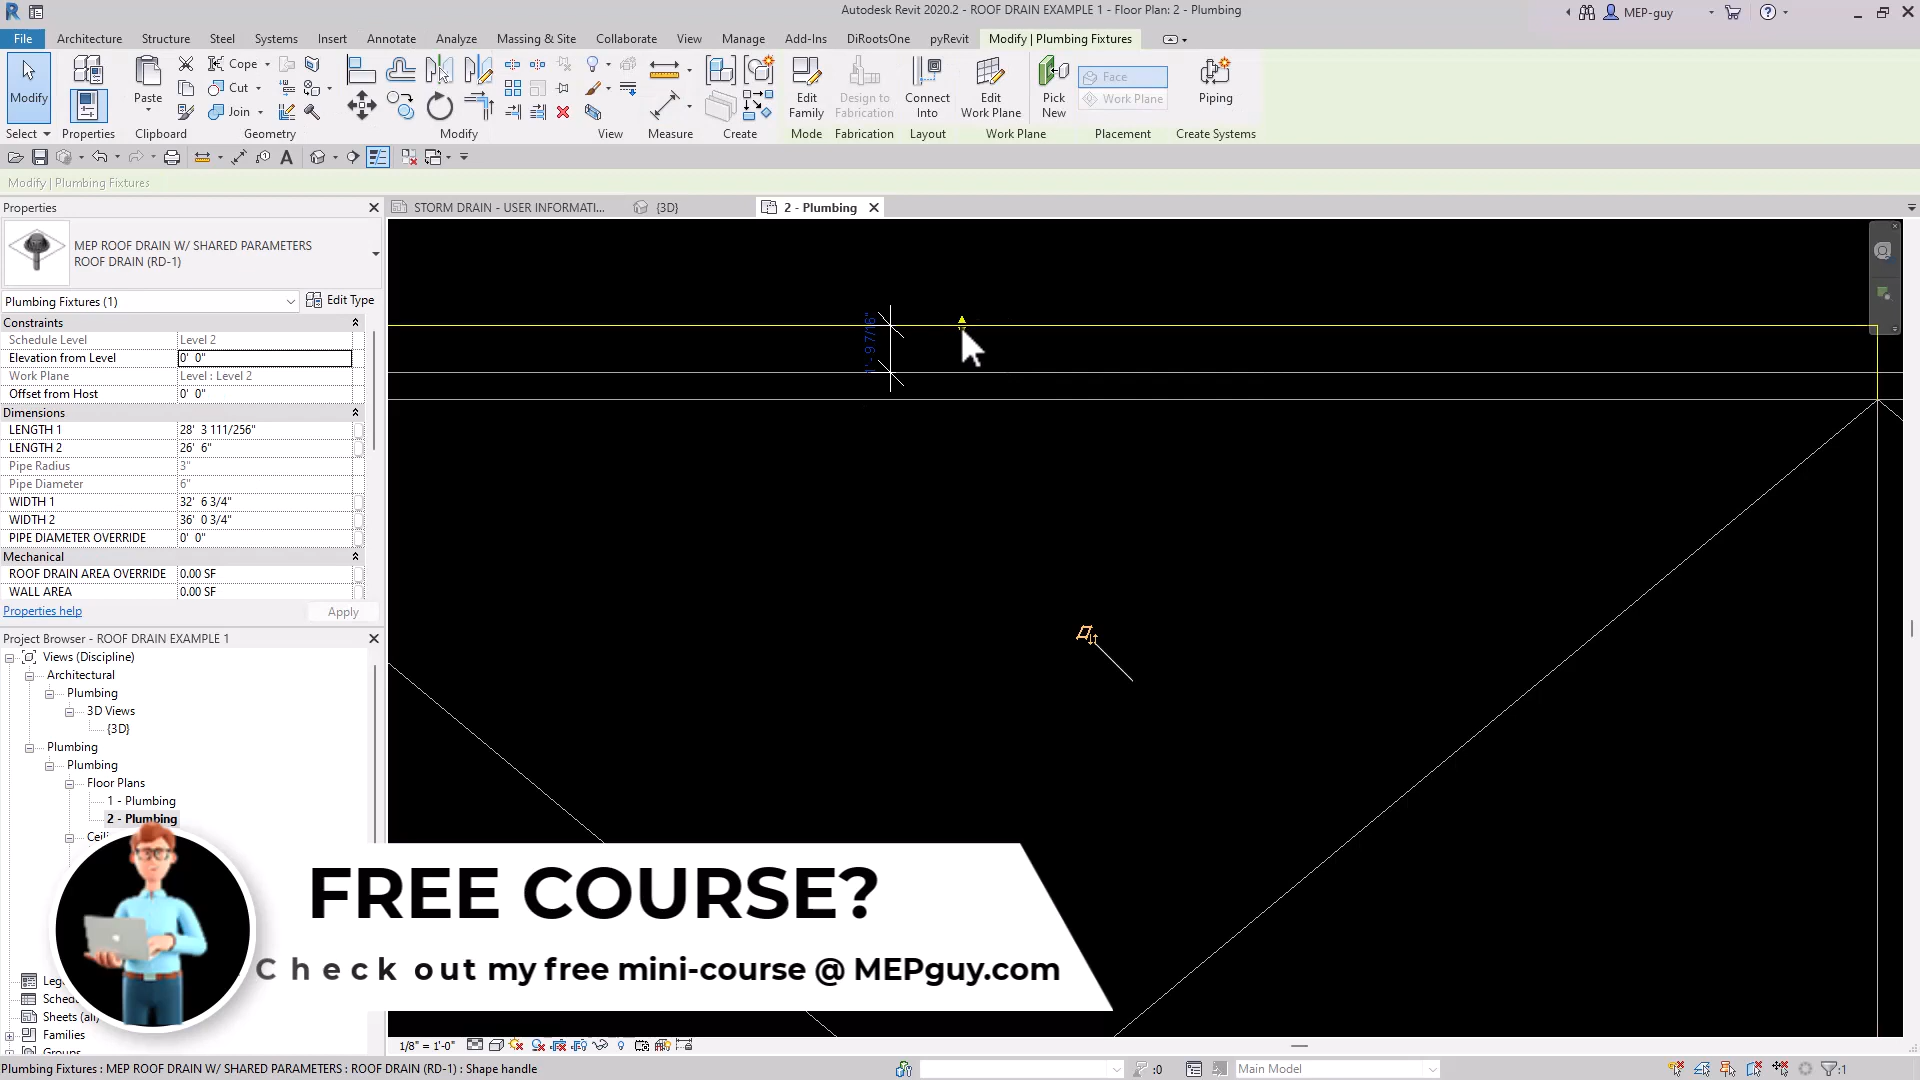 Autodesk Revit 2020.2 - ROOF DRAIN EXAMPLE 1 - Floor Plan: 2 - Plumbing
MEP-guy
File Architecture Structure Steel Systems Insert Annotate Analyze Massing & Site Collaborate View Manage Add-Ins DiRootsOne pyRevit Modify | Plumbing Fixtures
Modify
Paste
Cope
Cut
Join
Edit Family
Design to Fabrication
Connect Into
Edit Work Plane
Pick New
Face
Work Plane
Piping
Select Properties Clipboard Geometry Modify View Measure Create Mode Fabrication Layout Work Plane Placement Create Systems
Modify | Plumbing Fixtures
Properties
STORM DRAIN - USER INFORMATI...
{3D}
2 - Plumbing
MEP ROOF DRAIN W/ SHARED PARAMETERS
ROOF DRAIN (RD-1)
Plumbing Fixtures (1)
Edit Type
Constraints
Schedule Level Level 2
Elevation from Level 0' 0"
Work Plane Level : Level 2
Offset from Host 0' 0"
Dimensions
LENGTH 1 28' 3 111/256"
LENGTH 2 26' 6"
Pipe Radius 3"
Pipe Diameter 6"
WIDTH 1 32' 6 3/4"
WIDTH 2 36' 0 3/4"
PIPE DIAMETER OVERRIDE 0' 0"
Mechanical
ROOF DRAIN AREA OVERRIDE 0.00 SF
WALL AREA 0.00 SF
Properties help
Apply
1' - 9 7/16"
Project Browser - ROOF DRAIN EXAMPLE 1
Views (Discipline)
Architectural
Plumbing
3D Views
{3D}
Plumbing
Plumbing
Floor Plans
1 - Plumbing
2 - Plumbing
Ceili
Leg
Sched
Sheets (all)
Families
Groups
FREE COURSE?
Check out my free mini-course @ MEPguy.com
1/8" = 1'-0"
Plumbing Fixtures : MEP ROOF DRAIN W/ SHARED PARAMETERS : ROOF DRAIN (RD-1) : Shape handle
:0
Main Model
:1